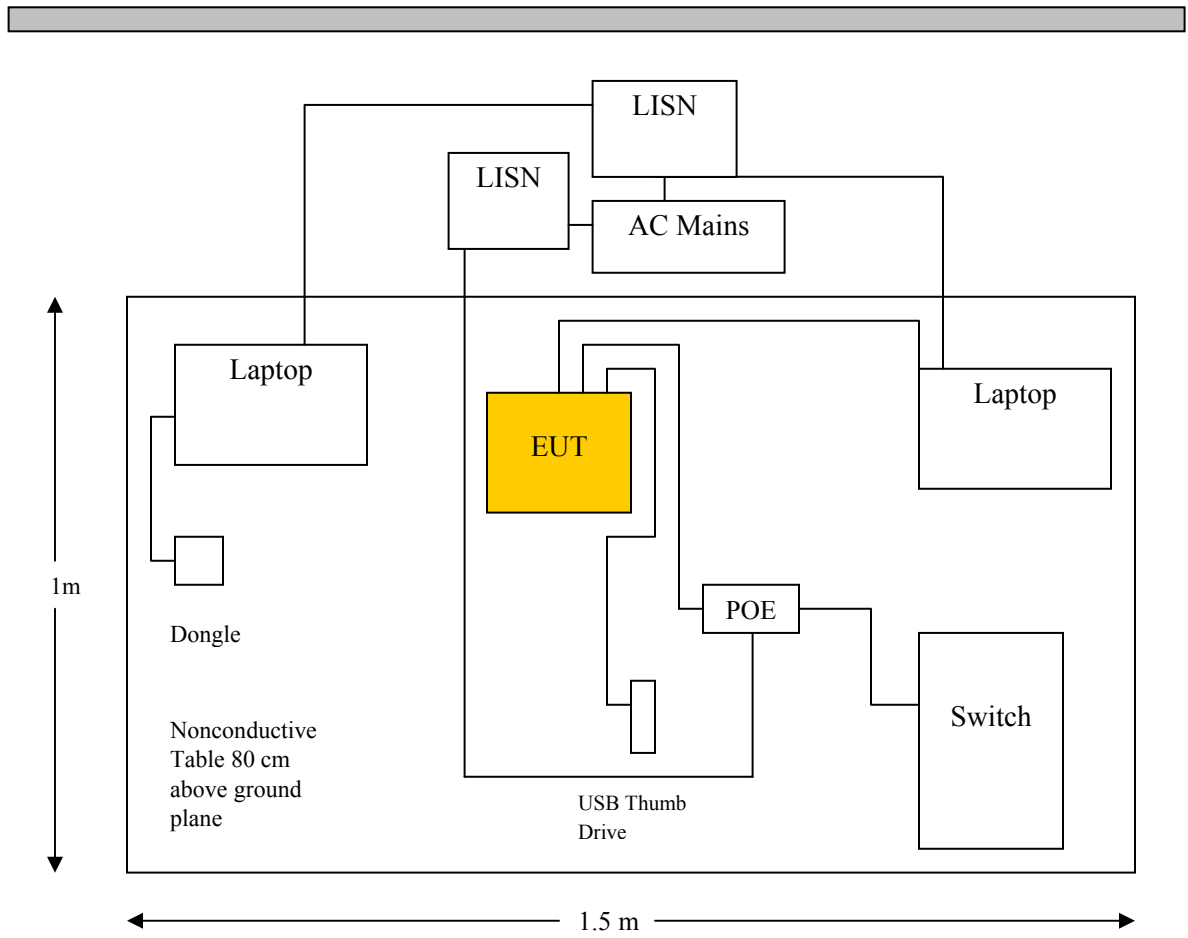 LISN
LISN
AC Mains
Laptop
EUT
Laptop
1m
POE
Dongle
Switch
Nonconductive
Table 80 cm
above ground
plane
USB Thumb
Drive
1.5 m